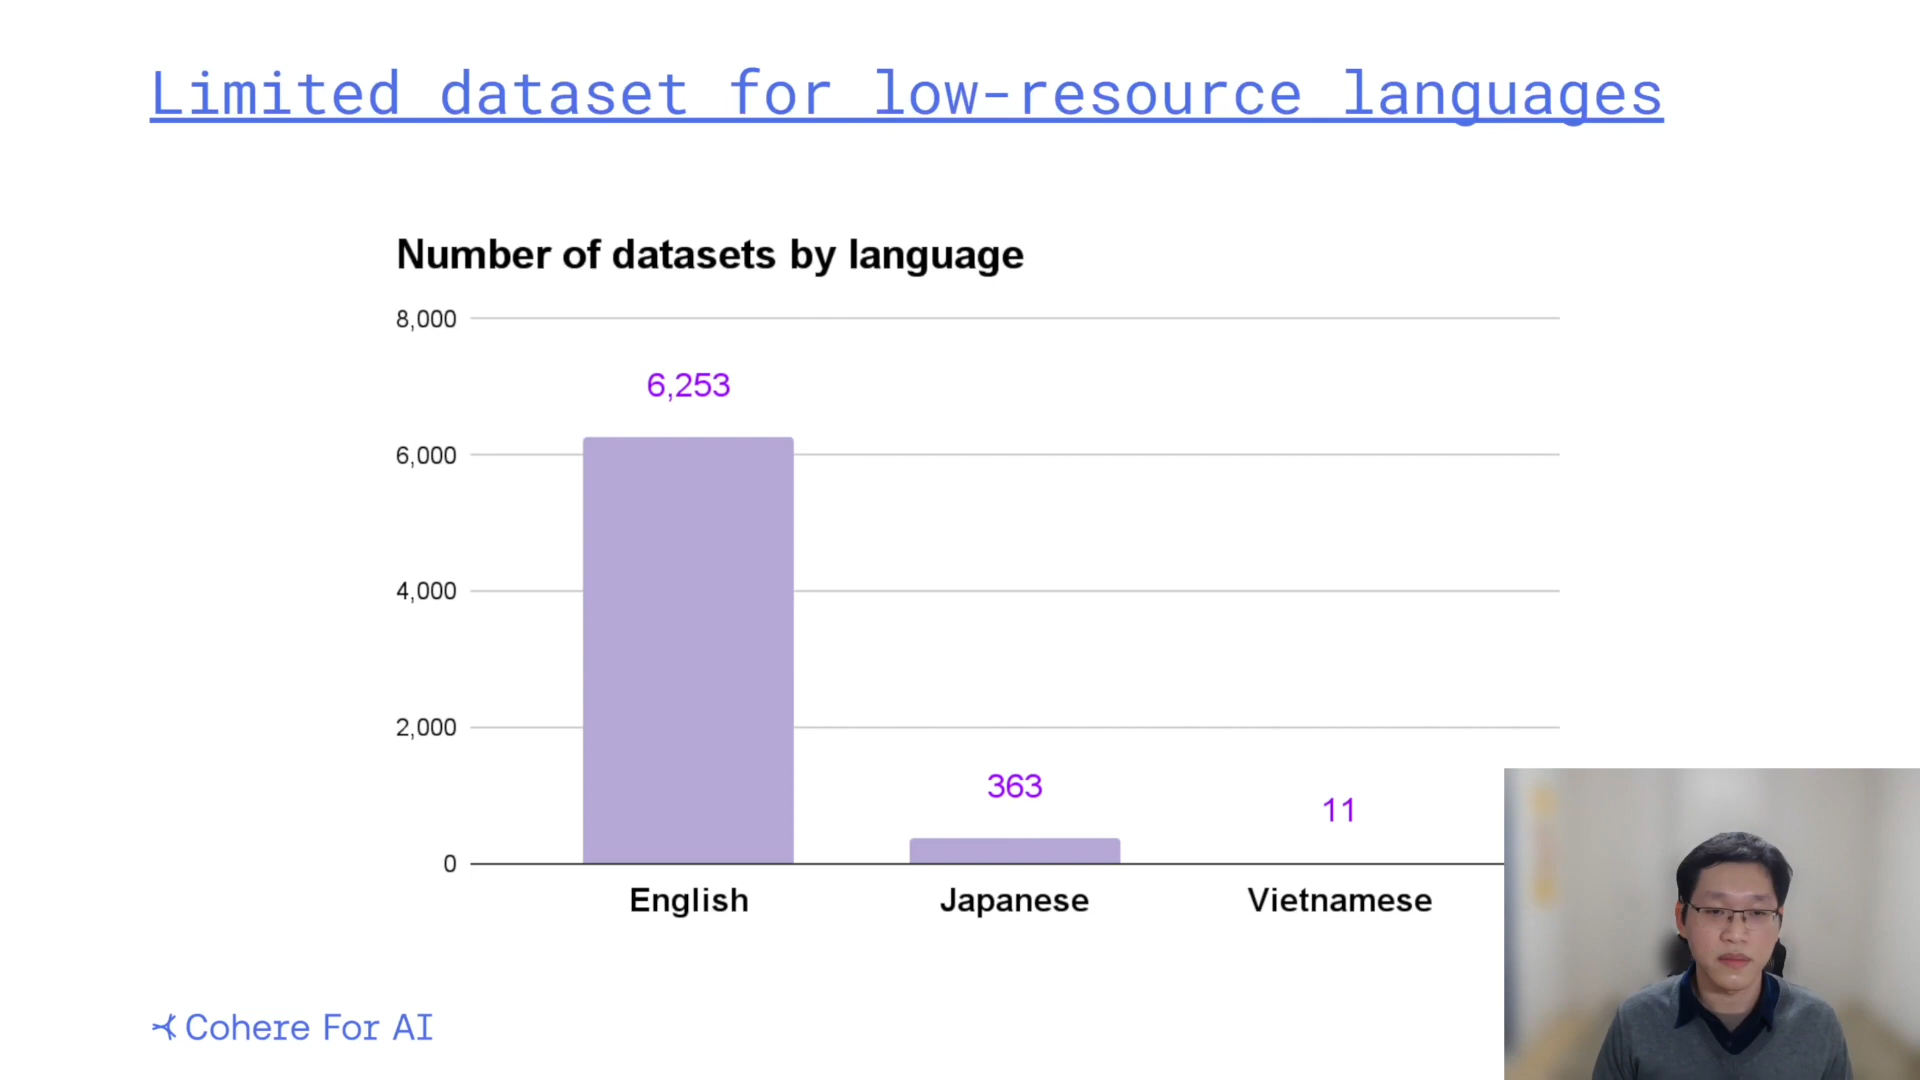 Limited dataset for low-resource languages
Number of datasets by language
8,000
6,253
6,000
4,000
2,000
363
11
0
English Japanese Vietnamese
Cohere For AI